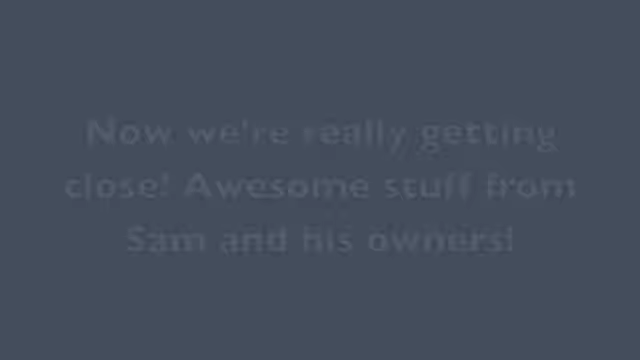 Now we're really getting
close! Awesome stuff from
Sam and his owners!